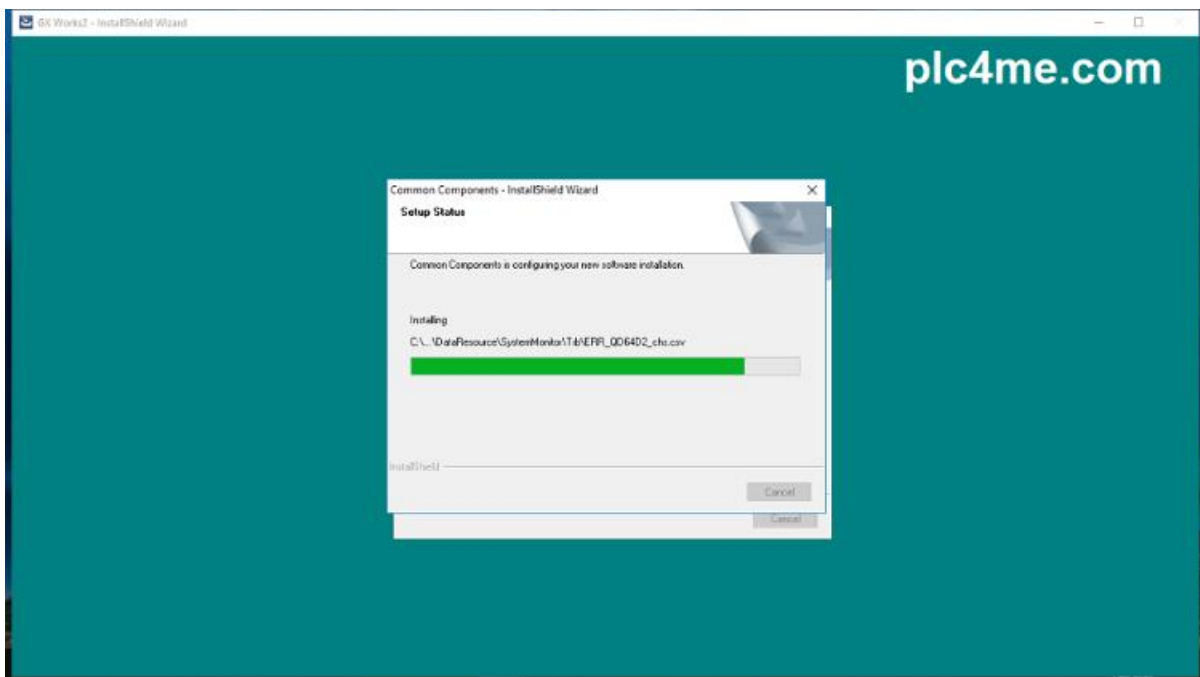 GX Works2 - InstallShield Wizard
plc4me.com
Common Components - InstallShield Wizard
Setup Status
Common Components is configuring your new software installation.
Installing
C:\...\DataResource\SystemMonitor\Trb\ERR_QD64D2_chs.csv
InstallShield
Cancel
Cancel